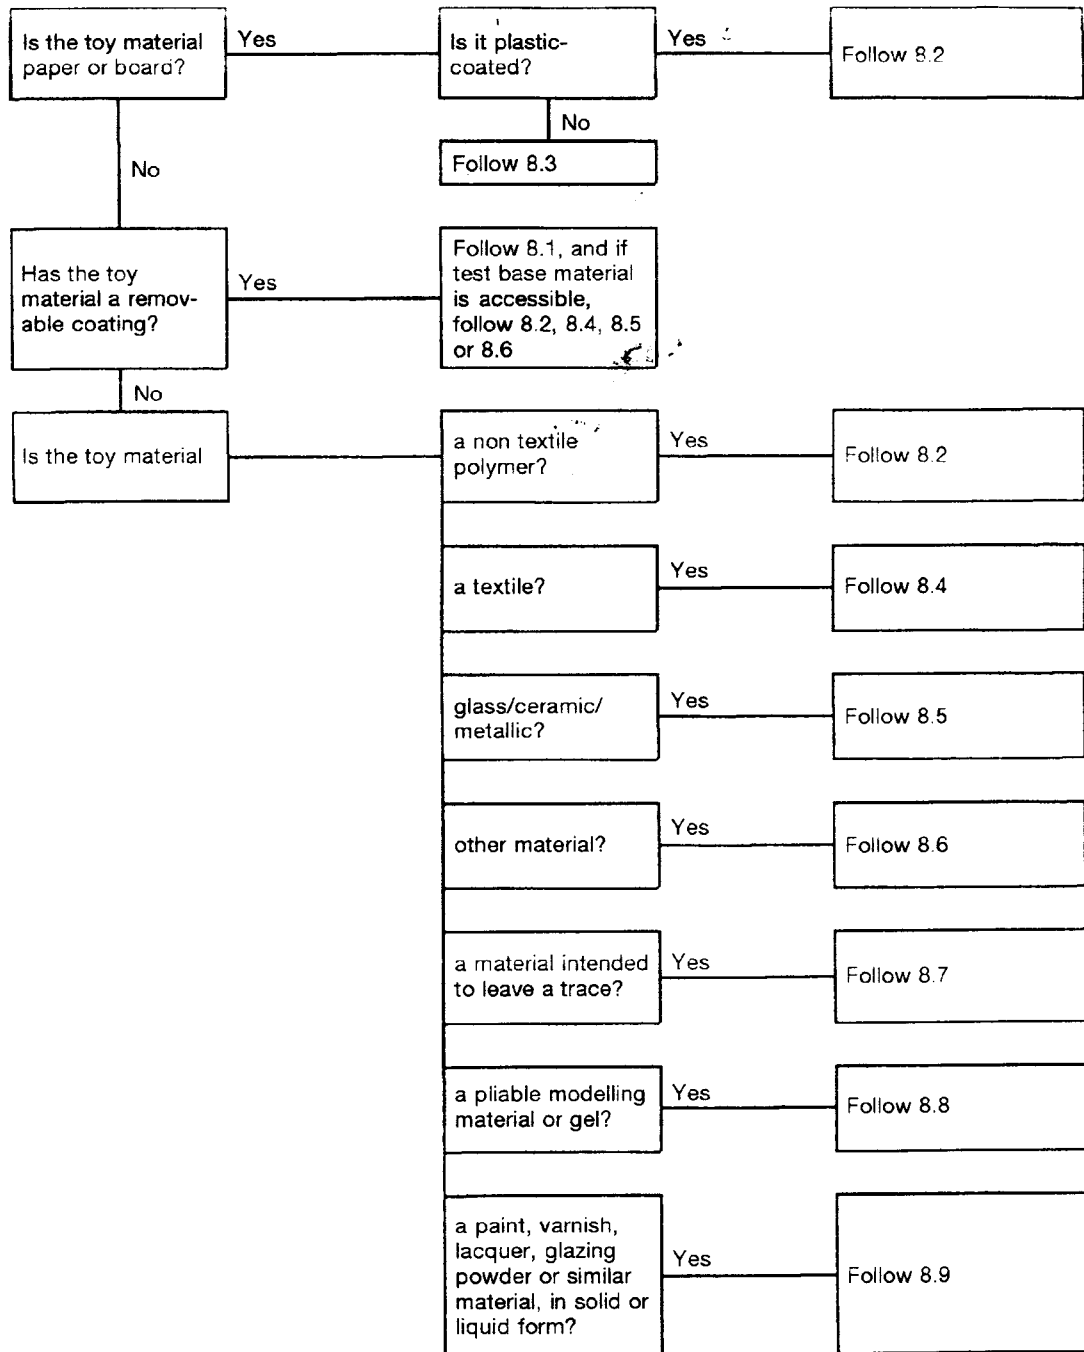 Is the toy material
paper or board?
Yes
Is it plastic-
coated?
Yes
Follow 8.2
No
Follow 8.3
No
Has the toy
material a remov-
able coating?
Yes
Follow 8.1, and if
test base material
is accessible,
follow 8.2, 8.4, 8.5
or 8.6
No
Is the toy material
a non textile
polymer?
Yes
Follow 8.2
a textile?
Yes
Follow 8.4
glass/ceramic/
metallic?
Yes
Follow 8.5
other material?
Yes
Follow 8.6
a material intended
to leave a trace?
Yes
Follow 8.7
a pliable modelling
material or gel?
Yes
Follow 8.8
a paint, varnish,
lacquer, glazing
powder or similar
material, in solid or
liquid form?
Yes
Follow 8.9